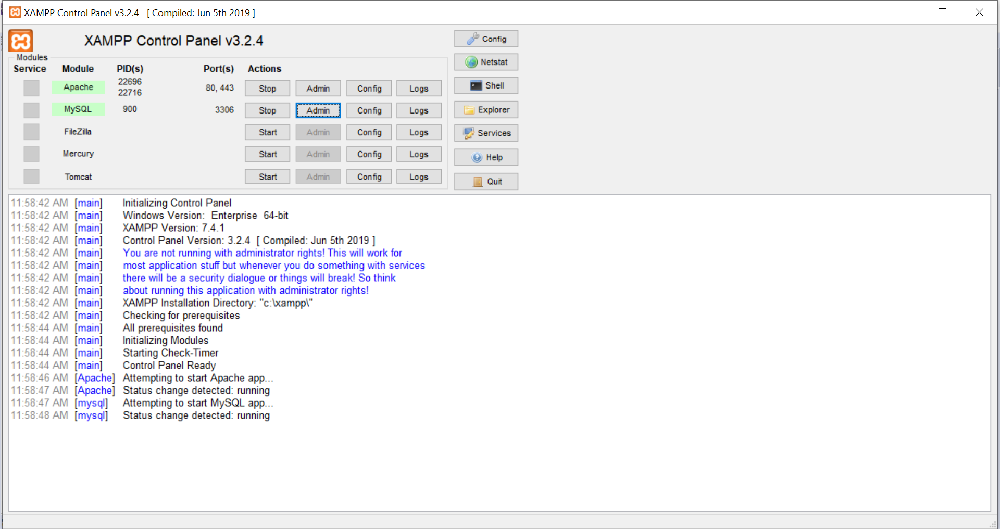 XAMPP Control Panel v3.2.4 [ Compiled: Jun 5th 2019 ]
XAMPP Control Panel v3.2.4
Config
Modules
Service Module PID(s) Port(s) Actions
Netstat
Apache 22696 22716 80, 443 Stop Admin Config Logs
Shell
MySQL 900 3306 Stop Admin Config Logs
Explorer
FileZilla Start Admin Config Logs
Services
Mercury Start Admin Config Logs
Help
Tomcat Start Admin Config Logs
Quit
11:58:42 AM [main] Initializing Control Panel
11:58:42 AM [main] Windows Version: Enterprise 64-bit
11:58:42 AM [main] XAMPP Version: 7.4.1
11:58:42 AM [main] Control Panel Version: 3.2.4 [ Compiled: Jun 5th 2019 ]
11:58:42 AM [main] You are not running with administrator rights! This will work for
11:58:42 AM [main] most application stuff but whenever you do something with services
11:58:42 AM [main] there will be a security dialogue or things will break! So think
11:58:42 AM [main] about running this application with administrator rights!
11:58:42 AM [main] XAMPP Installation Directory: "c:\xampp\"
11:58:42 AM [main] Checking for prerequisites
11:58:44 AM [main] All prerequisites found
11:58:44 AM [main] Initializing Modules
11:58:44 AM [main] Starting Check-Timer
11:58:44 AM [main] Control Panel Ready
11:58:46 AM [Apache] Attempting to start Apache app...
11:58:47 AM [Apache] Status change detected: running
11:58:47 AM [mysql] Attempting to start MySQL app...
11:58:48 AM [mysql] Status change detected: running